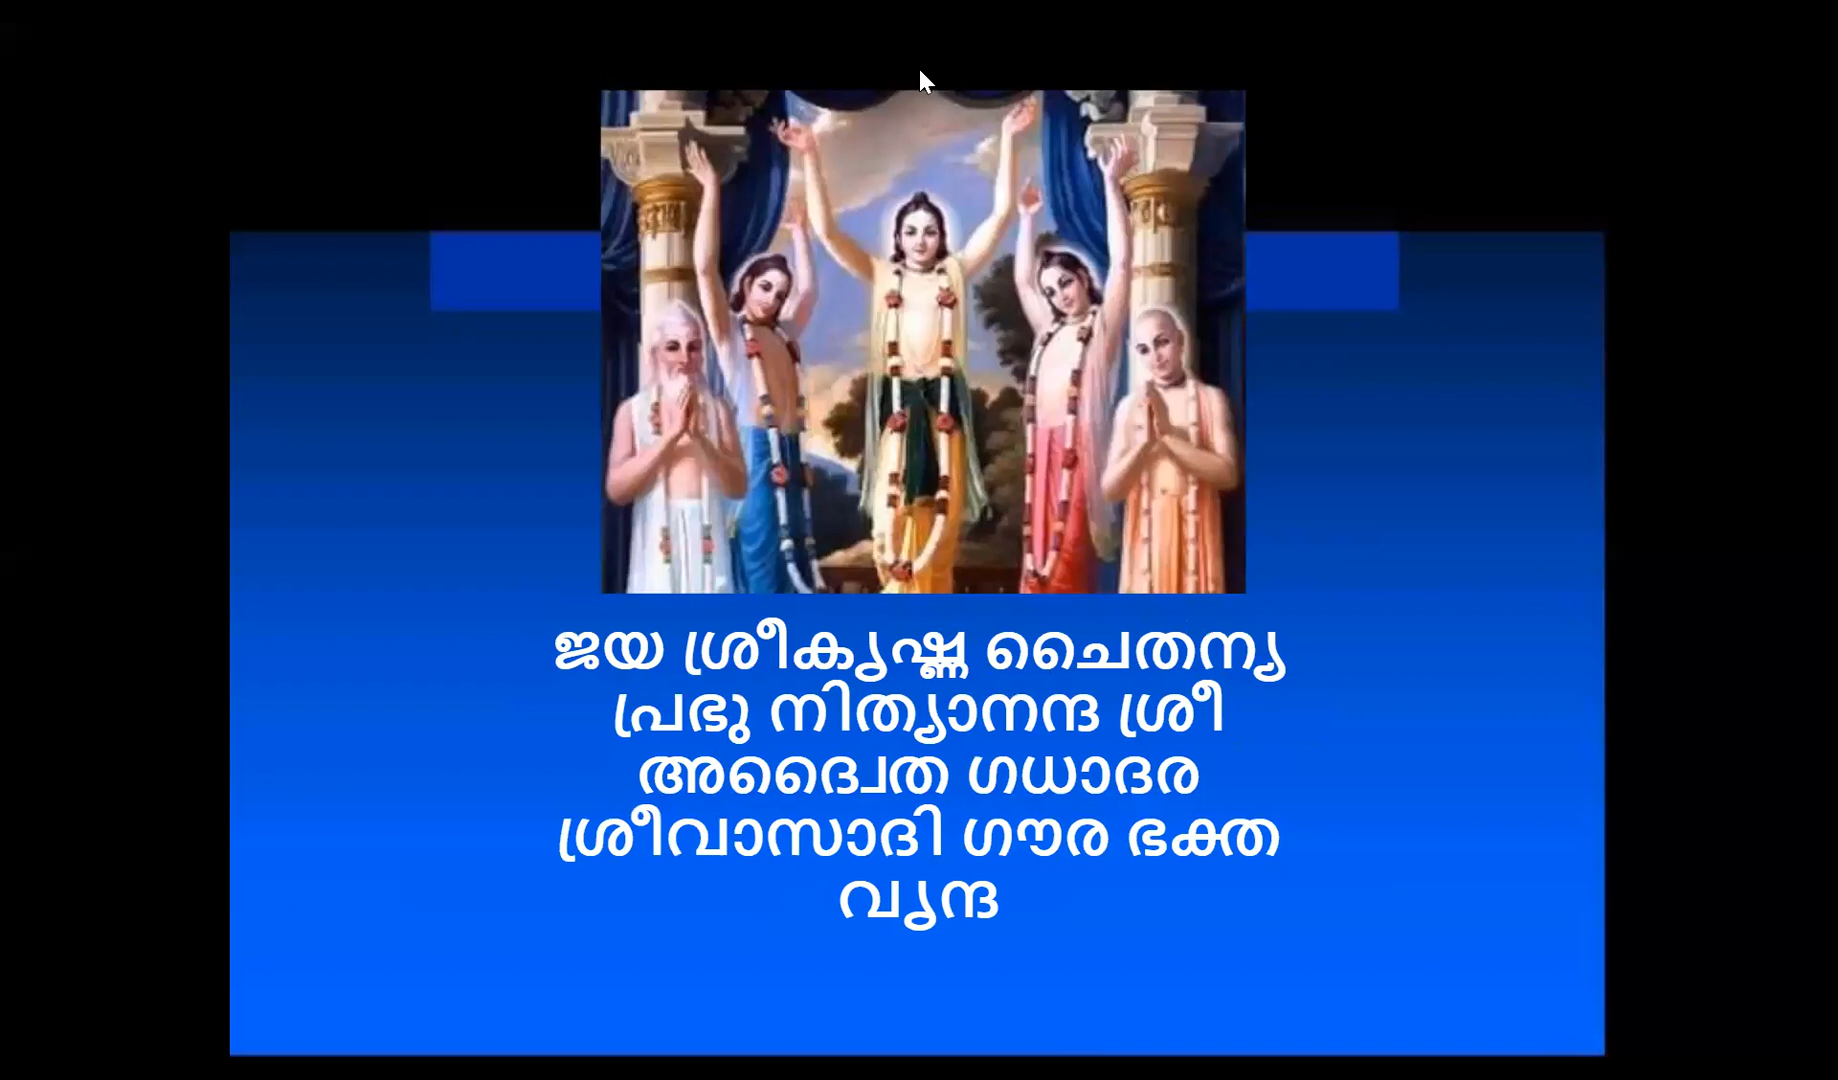 ജയ ശ്രീകൃഷ്ണ ചൈതന്യ
പ്രഭു നിത്യാനന്ദ ശ്രീ
അദ്വൈത ഗധാദര
ശ്രീവാസാദി ഗൗര ഭക്ത
വൃന്ദ